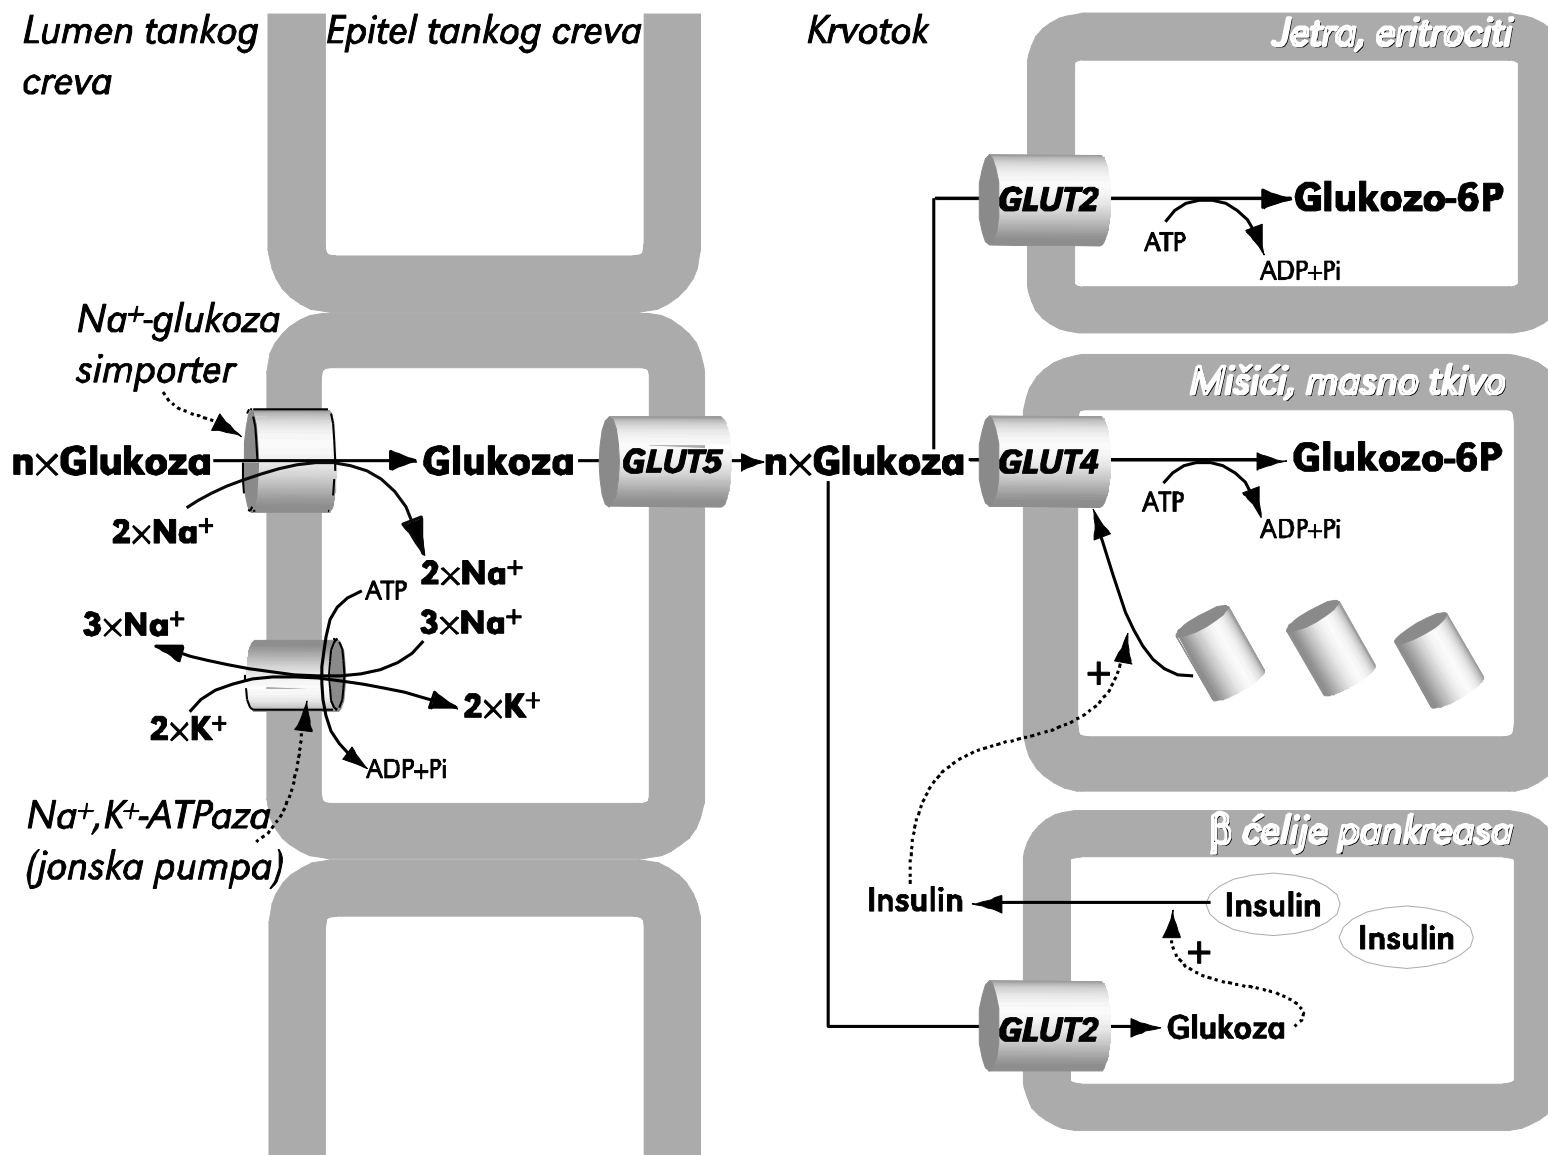 Lumen tankog
creva
Epitel tankog creva
Krvotok
Jetra, eritrociti
GLUT2
Glukozo-6P
ATP
ADP+Pi
Na⁺-glukoza
simporter
n×Glukoza
Glukoza
GLUT5
n×Glukoza
2×Na⁺
2×Na⁺
ATP
3×Na⁺
3×Na⁺
2×K⁺
2×K⁺
ADP+Pi
Na⁺,K⁺-ATPaza
(jonska pumpa)
Mišići, masno tkivo
GLUT4
Glukozo-6P
ATP
ADP+Pi
+
β ćelije pankreasa
Insulin
Insulin
Insulin
+
GLUT2
Glukoza